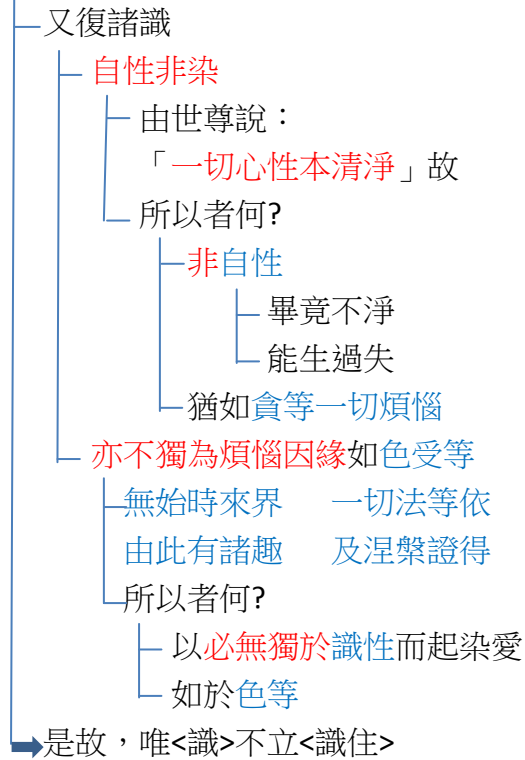 又復諸識
自性非染
由世尊說：
「一切心性本清淨」故
所以者何?
非自性
畢竟不淨
能生過失
猶如貪等一切煩惱
亦不獨為煩惱因緣如色受等
無始時來界 一切法等依
由此有諸趣 及涅槃證得
所以者何?
以必無獨於識性而起染愛
如於色等
是故，唯<識>不立<識住>